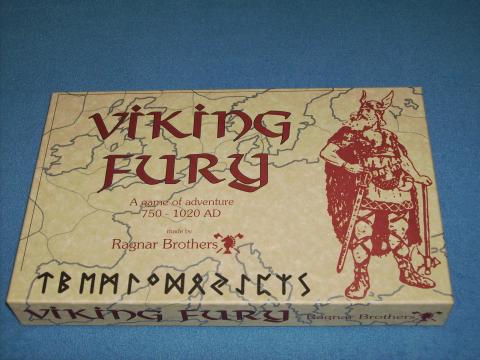 VIKING
FURY
A game of adventure
750 - 1020 AD
made by
Ragnar Brothers
VIKING FURY
Ragnar Brothers